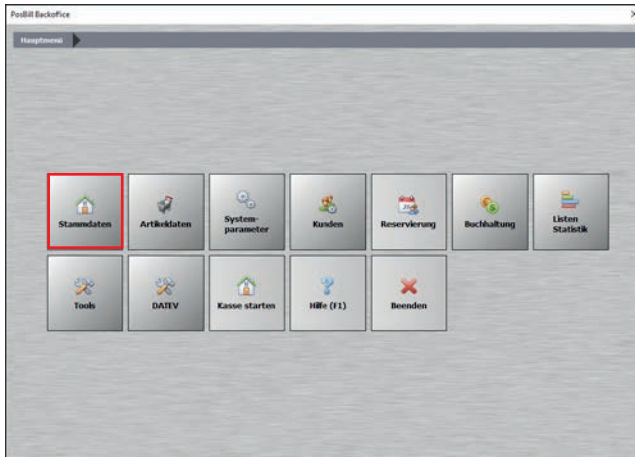 PosBill Backoffice
Hauptmenü
Stammdaten
Artikeldaten
System-
parameter
Kunden
Reservierung
Buchhaltung
Listen
Statistik
Tools
DATEV
Kasse starten
Hilfe (F1)
Beenden